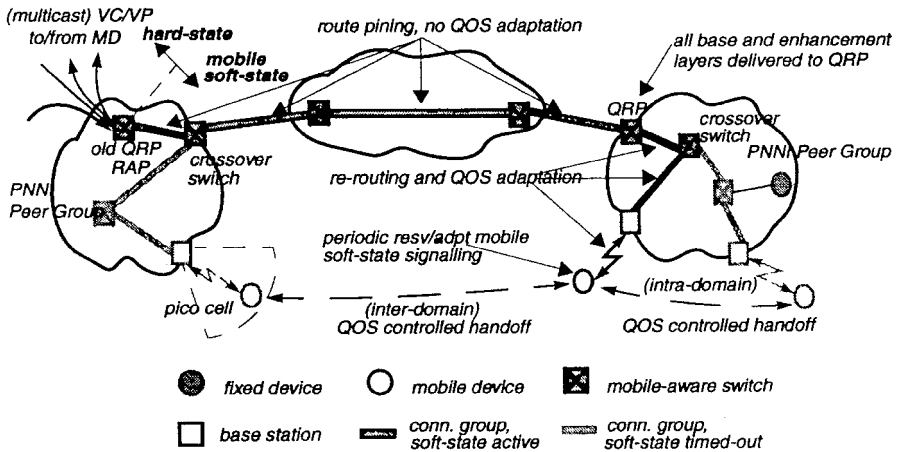 (multicast) VC/VP
to/from MD
hard-state
mobile
soft-state
route pining, no QOS adaptation
all base and enhancement
layers delivered to QRP
old QRP
RAP
crossover
switch
QRP
crossover
switch
PNNI Peer Group
PNNI
Peer Group
re-routing and QOS adaptation
periodic resv/adpt mobile
soft-state signalling
pico cell
(inter-domain)
QOS controlled handoff
(intra-domain)
QOS controlled handoff
fixed device
mobile device
mobile-aware switch
base station
conn. group,
soft-state active
conn. group,
soft-state timed-out